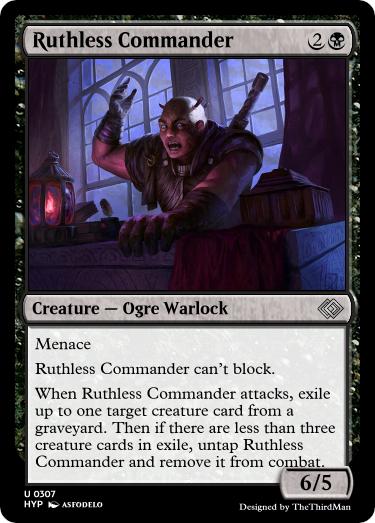 Ruthless Commander 2
Creature — Ogre Warlock
Menace
Ruthless Commander can't block.
When Ruthless Commander attacks, exile
up to one target creature card from a
graveyard. Then if there are less than three
creature cards in exile, untap Ruthless
Commander and remove it from combat.
6/5
U 0307
HYP ASFODELO
Designed by TheThirdMan